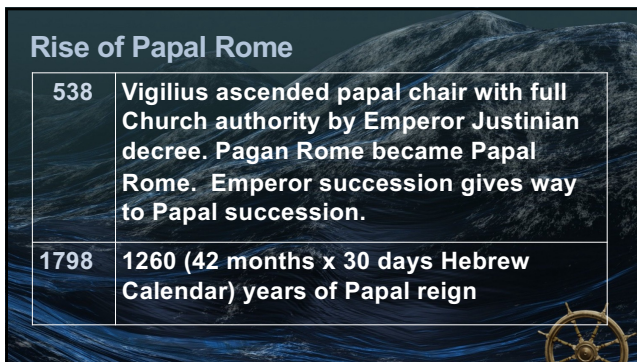 Rise of Papal Rome
538 Vigilius ascended papal chair with full
Church authority by Emperor Justinian
decree. Pagan Rome became Papal
Rome.  Emperor succession gives way
to Papal succession.
1798 1260 (42 months x 30 days Hebrew
Calendar) years of Papal reign